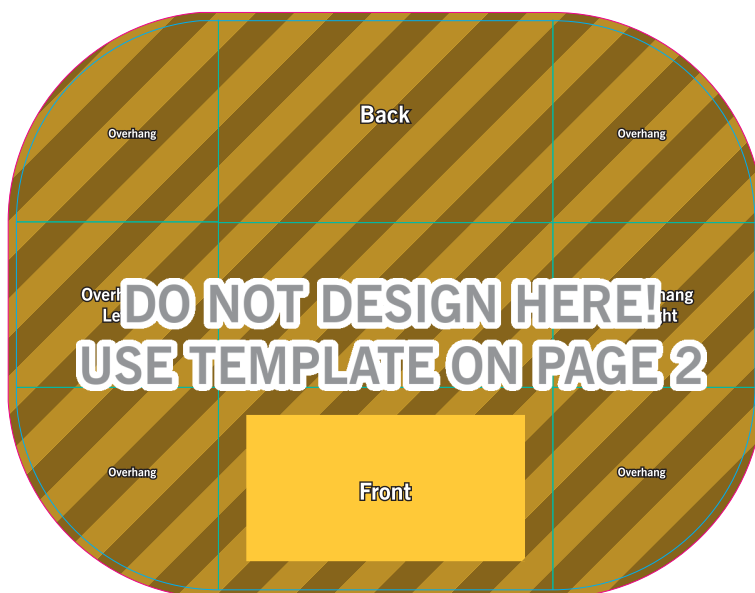 Back
Overhang
Overhang
DO NOT DESIGN HERE!
USE TEMPLATE ON PAGE 2
Overhang
Overhang
Front